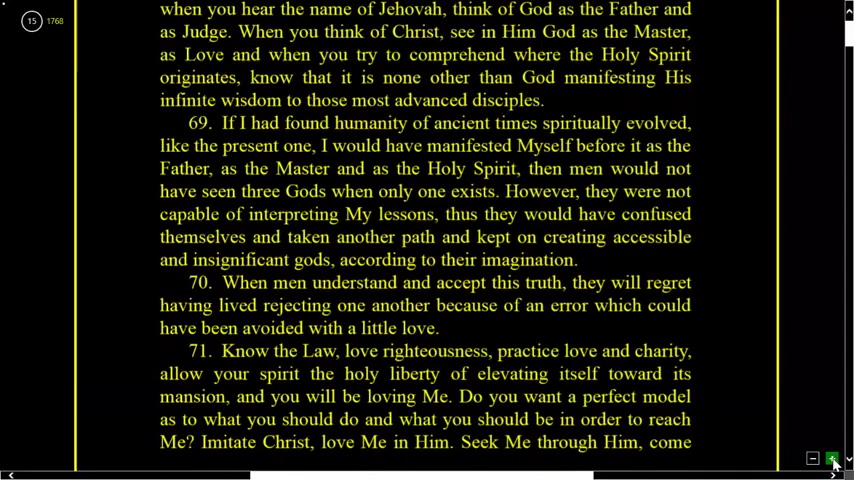 15 1768
when you hear the name of Jehovah, think of God as the Father and
as Judge. When you think of Christ, see in Him God as the Master,
as Love and when you try to comprehend where the Holy Spirit
originates, know that it is none other than God manifesting His
infinite wisdom to those most advanced disciples.
69. If I had found humanity of ancient times spiritually evolved,
like the present one, I would have manifested Myself before it as the
Father, as the Master and as the Holy Spirit, then men would not
have seen three Gods when only one exists. However, they were not
capable of interpreting My lessons, thus they would have confused
themselves and taken another path and kept on creating accessible
and insignificant gods, according to their imagination.
70. When men understand and accept this truth, they will regret
having lived rejecting one another because of an error which could
have been avoided with a little love.
71. Know the Law, love righteousness, practice love and charity,
allow your spirit the holy liberty of elevating itself toward its
mansion, and you will be loving Me. Do you want a perfect model
as to what you should do and what you should be in order to reach
Me? Imitate Christ, love Me in Him. Seek Me through Him, come